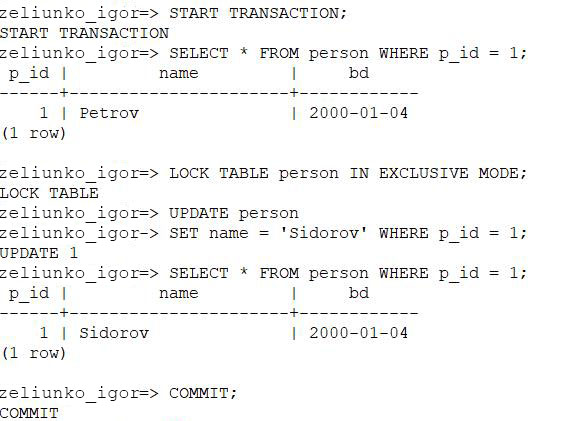 zeliunko_igor=> START TRANSACTION;
START TRANSACTION
zeliunko_igor=> SELECT * FROM person WHERE p_id = 1;
 p_id |         name         |     bd
------+----------------------+------------
    1 | Petrov               | 2000-01-04
(1 row)

zeliunko_igor=> LOCK TABLE person IN EXCLUSIVE MODE;
LOCK TABLE
zeliunko_igor=> UPDATE person
zeliunko_igor-> SET name = 'Sidorov' WHERE p_id = 1;
UPDATE 1
zeliunko_igor=> SELECT * FROM person WHERE p_id = 1;
 p_id |         name         |     bd
------+----------------------+------------
    1 | Sidorov              | 2000-01-04
(1 row)

zeliunko_igor=> COMMIT;
COMMIT